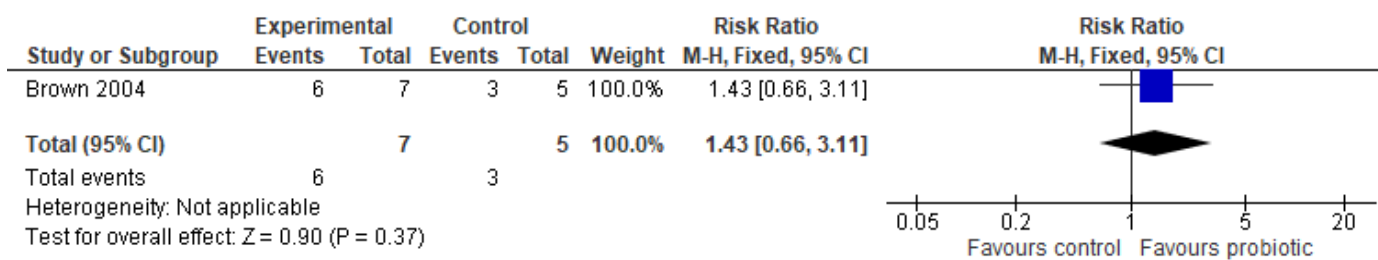 Experimental Control Risk Ratio Risk Ratio
Study or Subgroup Events Total Events Total Weight M-H, Fixed, 95% CI M-H, Fixed, 95% CI
Brown 2004 6 7 3 5 100.0% 1.43 [0.66, 3.11]
Total (95% CI) 7 5 100.0% 1.43 [0.66, 3.11]
Total events 6 3
Heterogeneity: Not applicable
Test for overall effect: Z = 0.90 (P = 0.37)
0.05 0.2 1 5 20
Favours control Favours probiotic